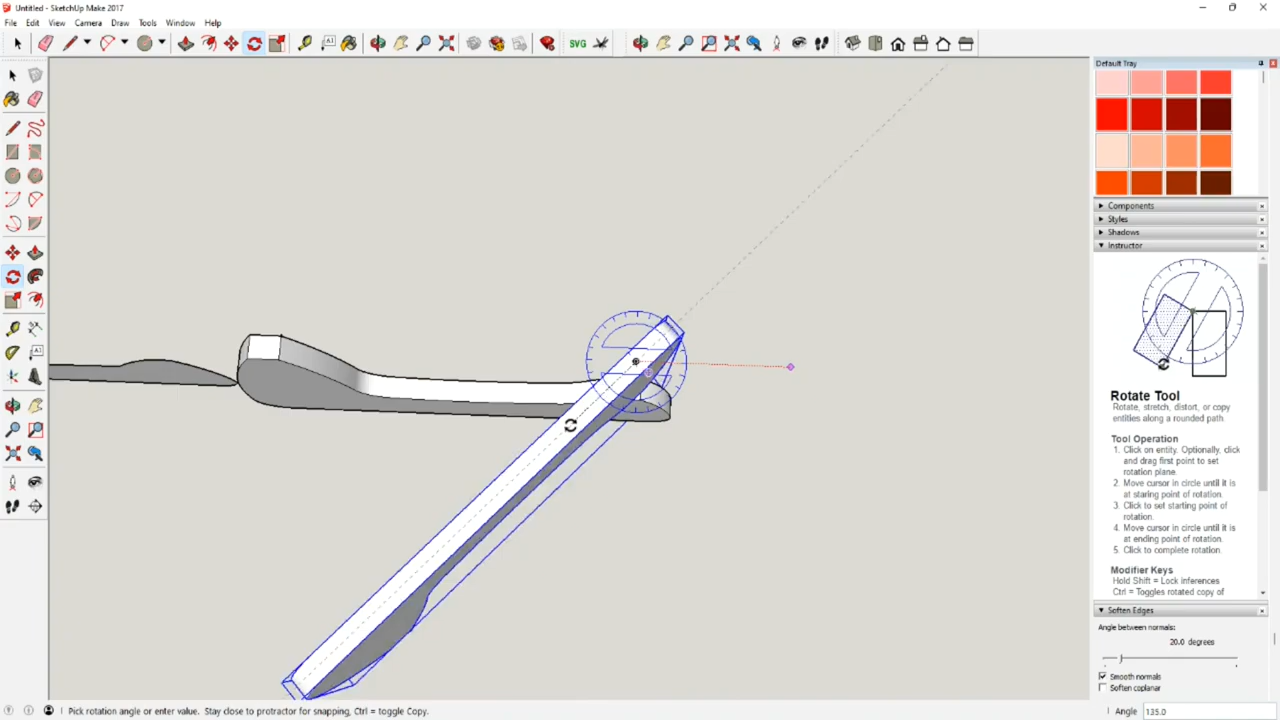 Untitled - SketchUp Make 2017
File Edit View Camera Draw Tools Window Help
SVG
Default Tray
Components
Styles
Shadows
Instructor
Rotate Tool
Rotate, stretch, distort, or copy
entities along a rounded path.
Tool Operation
1. Click on entity. Optionally, click
and drag first point to set
rotation plane.
2. Move cursor in circle until it is
at staring point of rotation.
3. Click to set starting point of
rotation.
4. Move cursor in circle until it is
at ending point of rotation.
5. Click to complete rotation.
Modifier Keys
Hold Shift = Lock inferences
Ctrl = Toggles rotated copy of
Soften Edges
Angle between normals:
20.0 degrees
Smooth normals
Soften coplanar
Pick rotation angle or enter value. Stay close to protractor for snapping, Ctrl = toggle Copy.
Angle 135.0